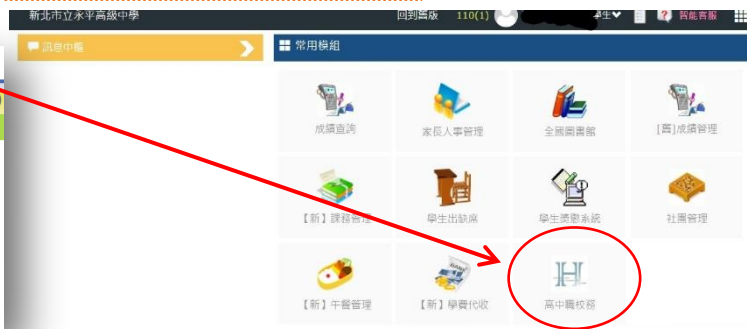 新北市立永平高級中學
回到舊版 110(1) 學生 智能客服
訊息中樞
常用模組
成績查詢 家長人事管理 全國圖書館 [舊]成績管理
【新】課務管理 學生出缺席 學生獎懲系統 社團管理
【新】午餐管理 【新】學費代收 高中職校務